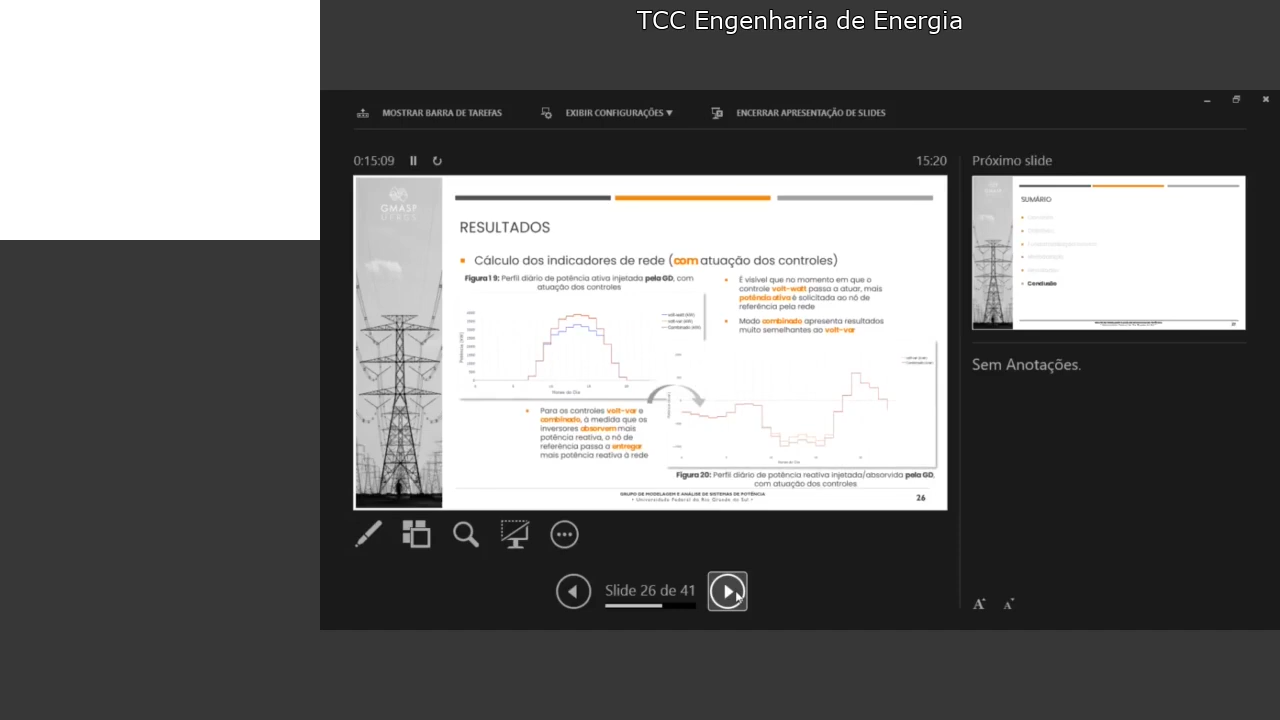 TCC Engenharia de Energia
MOSTRAR BARRA DE TAREFAS
EXIBIR CONFIGURAÇÕES
ENCERRAR APRESENTAÇÃO DE SLIDES
0:15:09
15:20
Próximo slide
GMASP
UFRGS
RESULTADOS
Cálculo dos indicadores de rede (com atuação dos controles)
Figura 19: Perfil diário de potência ativa injetada pela GD, com
atuação dos controles
É visível que no momento em que o
controle volt-watt passa a atuar, mais
potência ativa é solicitada ao nó de
referência pela rede
Modo combinado apresenta resultados
muito semelhantes ao volt-var
Para os controles volt-var e
combinado, à medida que os
inversores absorvem mais
potência reativa, o nó de
referência passa a entregar
mais potência reativa à rede
Figura 20: Perfil diário de potência reativa injetada/absorvida pela GD,
com atuação dos controles
GRUPO DE MODELAGEM E ANÁLISE DE SISTEMAS DE POTÊNCIA
• Universidade Federal do Rio Grande do Sul •
26
SUMÁRIO
Conclusão
Sem Anotações.
Slide 26 de 41
A A